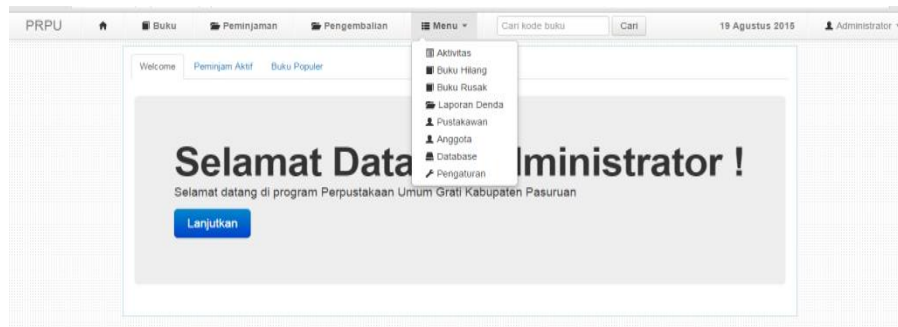 PRPU Buku Peminjaman Pengembalian Menu Cari kode buku Cari 19 Agustus 2015 Administrator
Welcome Peminjam Aktif Buku Populer
Aktivitas
Buku Hilang
Buku Rusak
Laporan Denda
Pustakawan
Anggota
Database
Pengaturan
Selamat Data ministrator !
Selamat datang di program Perpustakaan Umum Grati Kabupaten Pasuruan
Lanjutkan